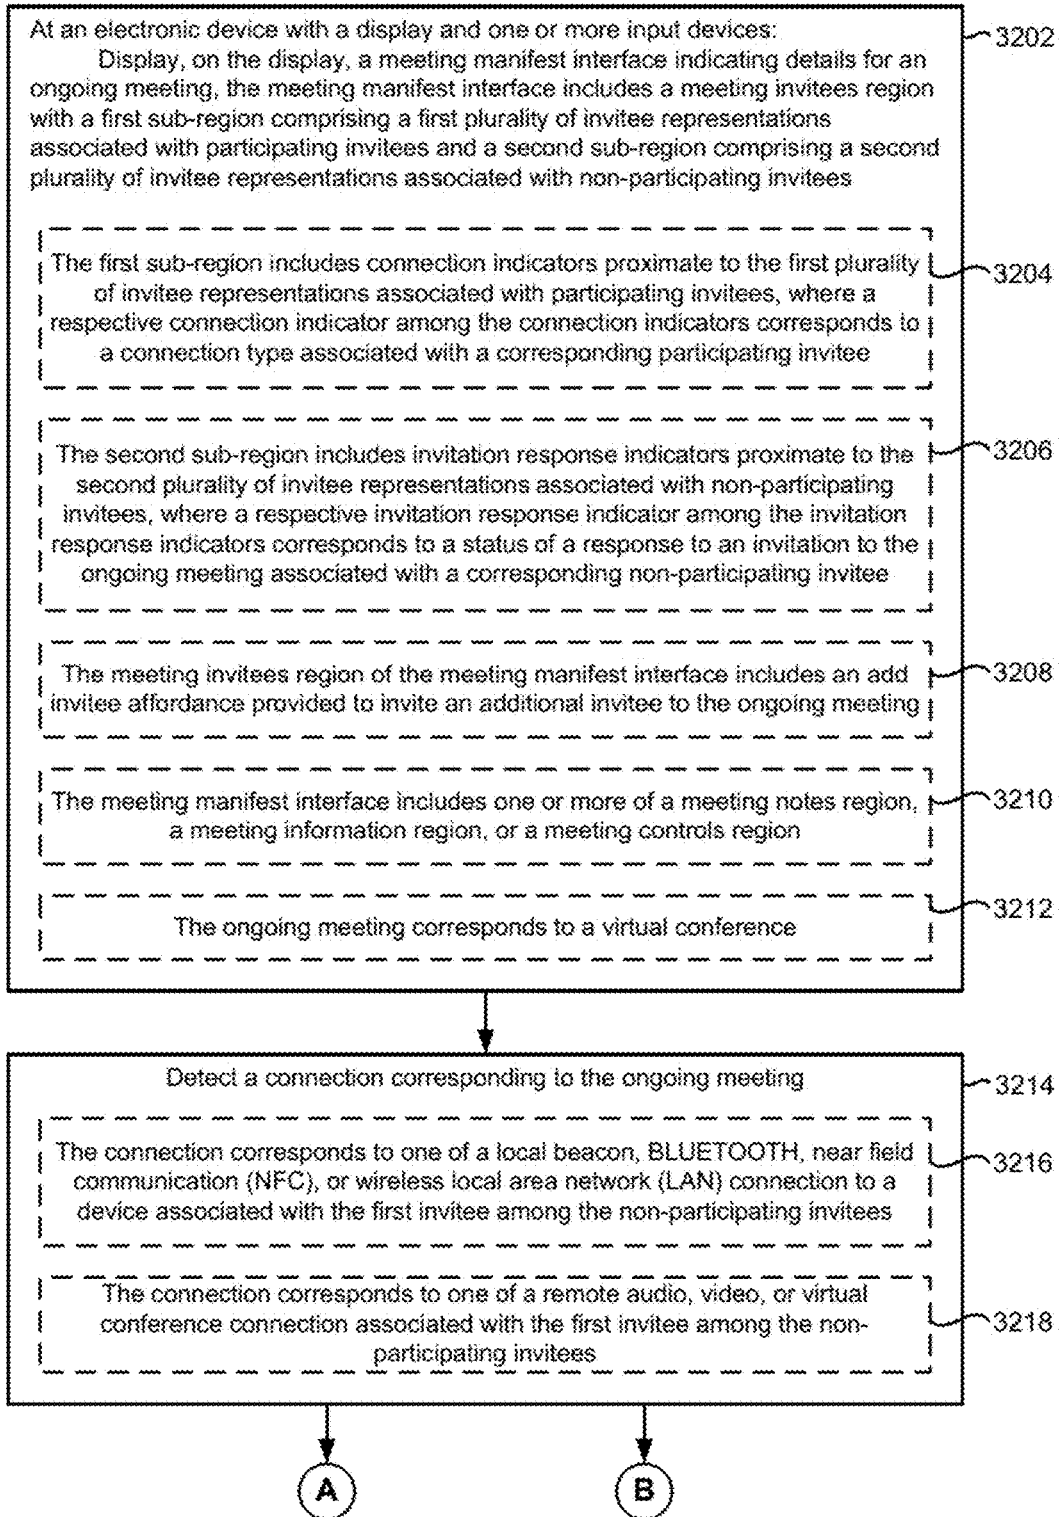 At an electronic device with a display and one or more input devices:
Display, on the display, a meeting manifest interface indicating details for an
ongoing meeting, the meeting manifest interface includes a meeting invitees region
with a first sub-region comprising a first plurality of invitee representations
associated with participating invitees and a second sub-region comprising a second
plurality of invitee representations associated with non-participating invitees
3202
The first sub-region includes connection indicators proximate to the first plurality
of invitee representations associated with participating invitees, where a
respective connection indicator among the connection indicators corresponds to
a connection type associated with a corresponding participating invitee
3204
The second sub-region includes invitation response indicators proximate to the
second plurality of invitee representations associated with non-participating
invitees, where a respective invitation response indicator among the invitation
response indicators corresponds to a status of a response to an invitation to the
ongoing meeting associated with a corresponding non-participating invitee
3206
The meeting invitees region of the meeting manifest interface includes an add
invitee affordance provided to invite an additional invitee to the ongoing meeting
3208
The meeting manifest interface includes one or more of a meeting notes region,
a meeting information region, or a meeting controls region
3210
The ongoing meeting corresponds to a virtual conference
3212
Detect a connection corresponding to the ongoing meeting
3214
The connection corresponds to one of a local beacon, BLUETOOTH, near field
communication (NFC), or wireless local area network (LAN) connection to a
device associated with the first invitee among the non-participating invitees
3216
The connection corresponds to one of a remote audio, video, or virtual
conference connection associated with the first invitee among the non-
participating invitees
3218
A
B